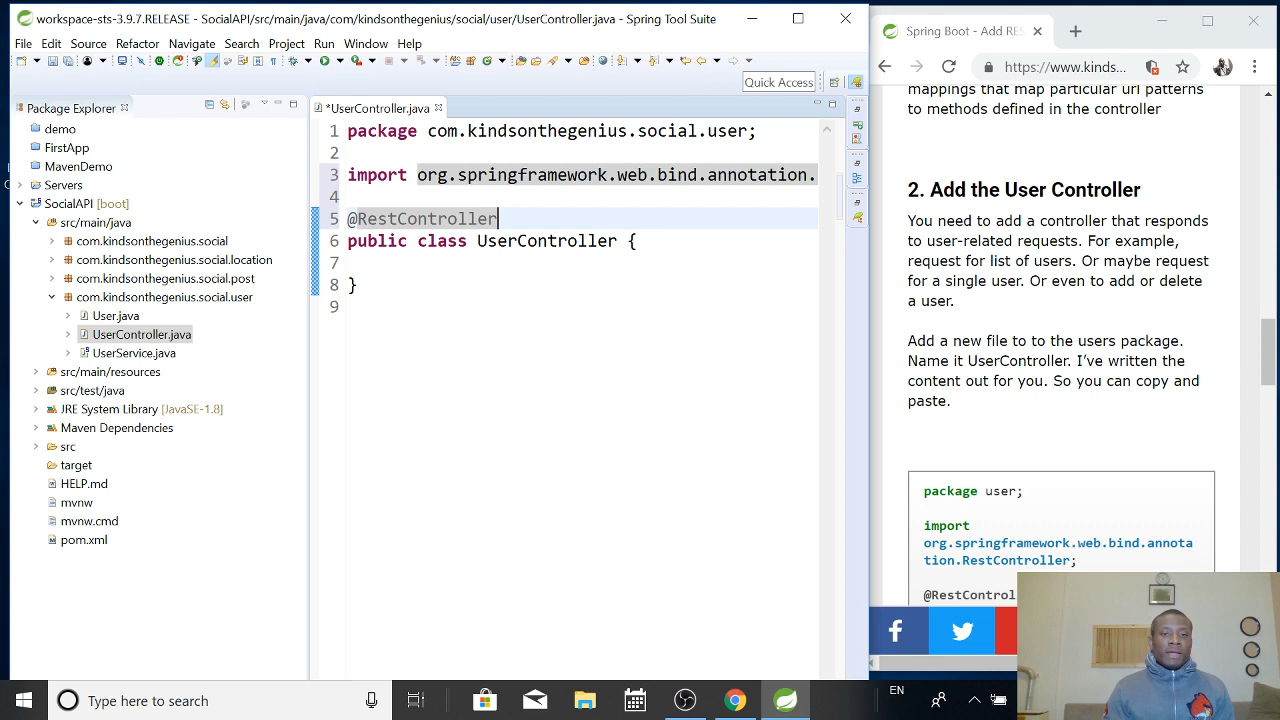 workspace-sts-3.9.7.RELEASE - SocialAPI/src/main/java/com/kindsonthegenius/social/user/UserController.java - Spring Tool Suite
File Edit Source Refactor Navigate Search Project Run Window Help
Quick Access
Package Explorer
demo
FirstApp
MavenDemo
Servers
SocialAPI [boot]
src/main/java
com.kindsonthegenius.social
com.kindsonthegenius.social.location
com.kindsonthegenius.social.post
com.kindsonthegenius.social.user
User.java
UserController.java
UserService.java
src/main/resources
src/test/java
JRE System Library [JavaSE-1.8]
Maven Dependencies
src
target
HELP.md
mvnw
mvnw.cmd
pom.xml
*UserController.java
1 package com.kindsonthegenius.social.user;
2
3 import org.springframework.web.bind.annotation.
4
5 @RestController
6 public class UserController {
7
8 }
9
Spring Boot - Add RES
https://www.kinds...
mappings that map particular url patterns
to methods defined in the controller
2. Add the User Controller
You need to add a controller that responds
to user-related requests. For example,
request for list of users. Or maybe request
for a single user. Or even to add or delete
a user.
Add a new file to to the users package.
Name it UserController. I've written the
content out for you. So you can copy and
paste.
package user;
import
org.springframework.web.bind.annota
tion.RestController;
@RestControl
Type here to search
EN